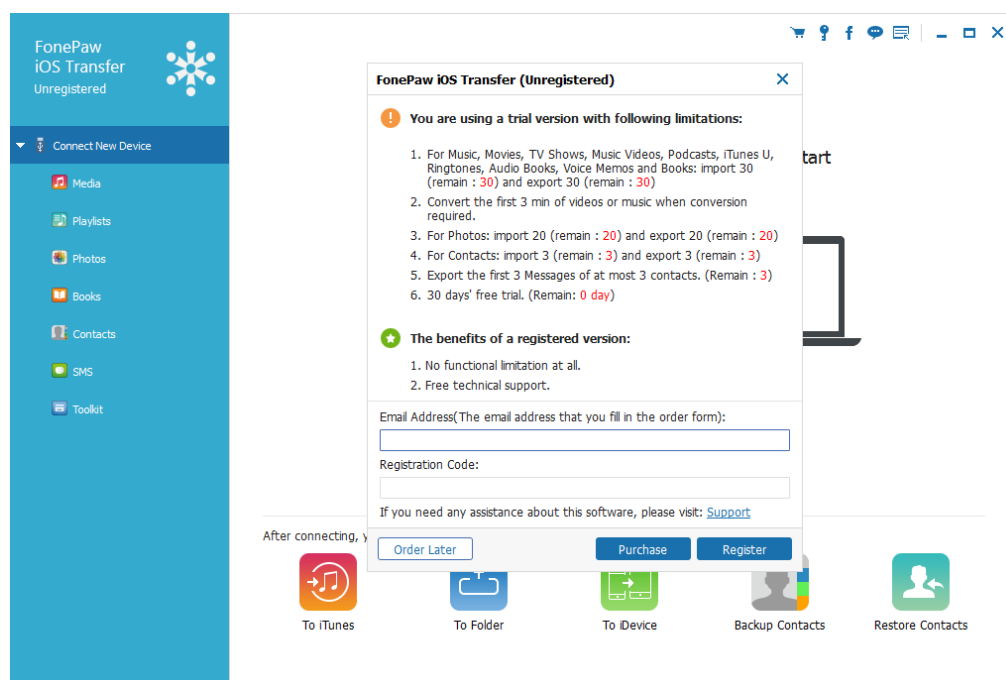 FonePaw
iOS Transfer
Unregistered
Connect New Device
Media
Playlists
Photos
Books
Contacts
SMS
Toolkit
FonePaw iOS Transfer (Unregistered)
You are using a trial version with following limitations:
1. For Music, Movies, TV Shows, Music Videos, Podcasts, iTunes U,
Ringtones, Audio Books, Voice Memos and Books: import 30
(remain : 30) and export 30 (remain : 30)
2. Convert the first 3 min of videos or music when conversion
required.
3. For Photos: import 20 (remain : 20) and export 20 (remain : 20)
4. For Contacts: import 3 (remain : 3) and export 3 (remain : 3)
5. Export the first 3 Messages of at most 3 contacts. (Remain : 3)
6. 30 days' free trial. (Remain: 0 day)
The benefits of a registered version:
1. No functional limitation at all.
2. Free technical support.
Email Address(The email address that you fill in the order form):
Registration Code:
If you need any assistance about this software, please visit: Support
Order Later
Purchase
Register
tart
After connecting, y
To iTunes
To Folder
To iDevice
Backup Contacts
Restore Contacts